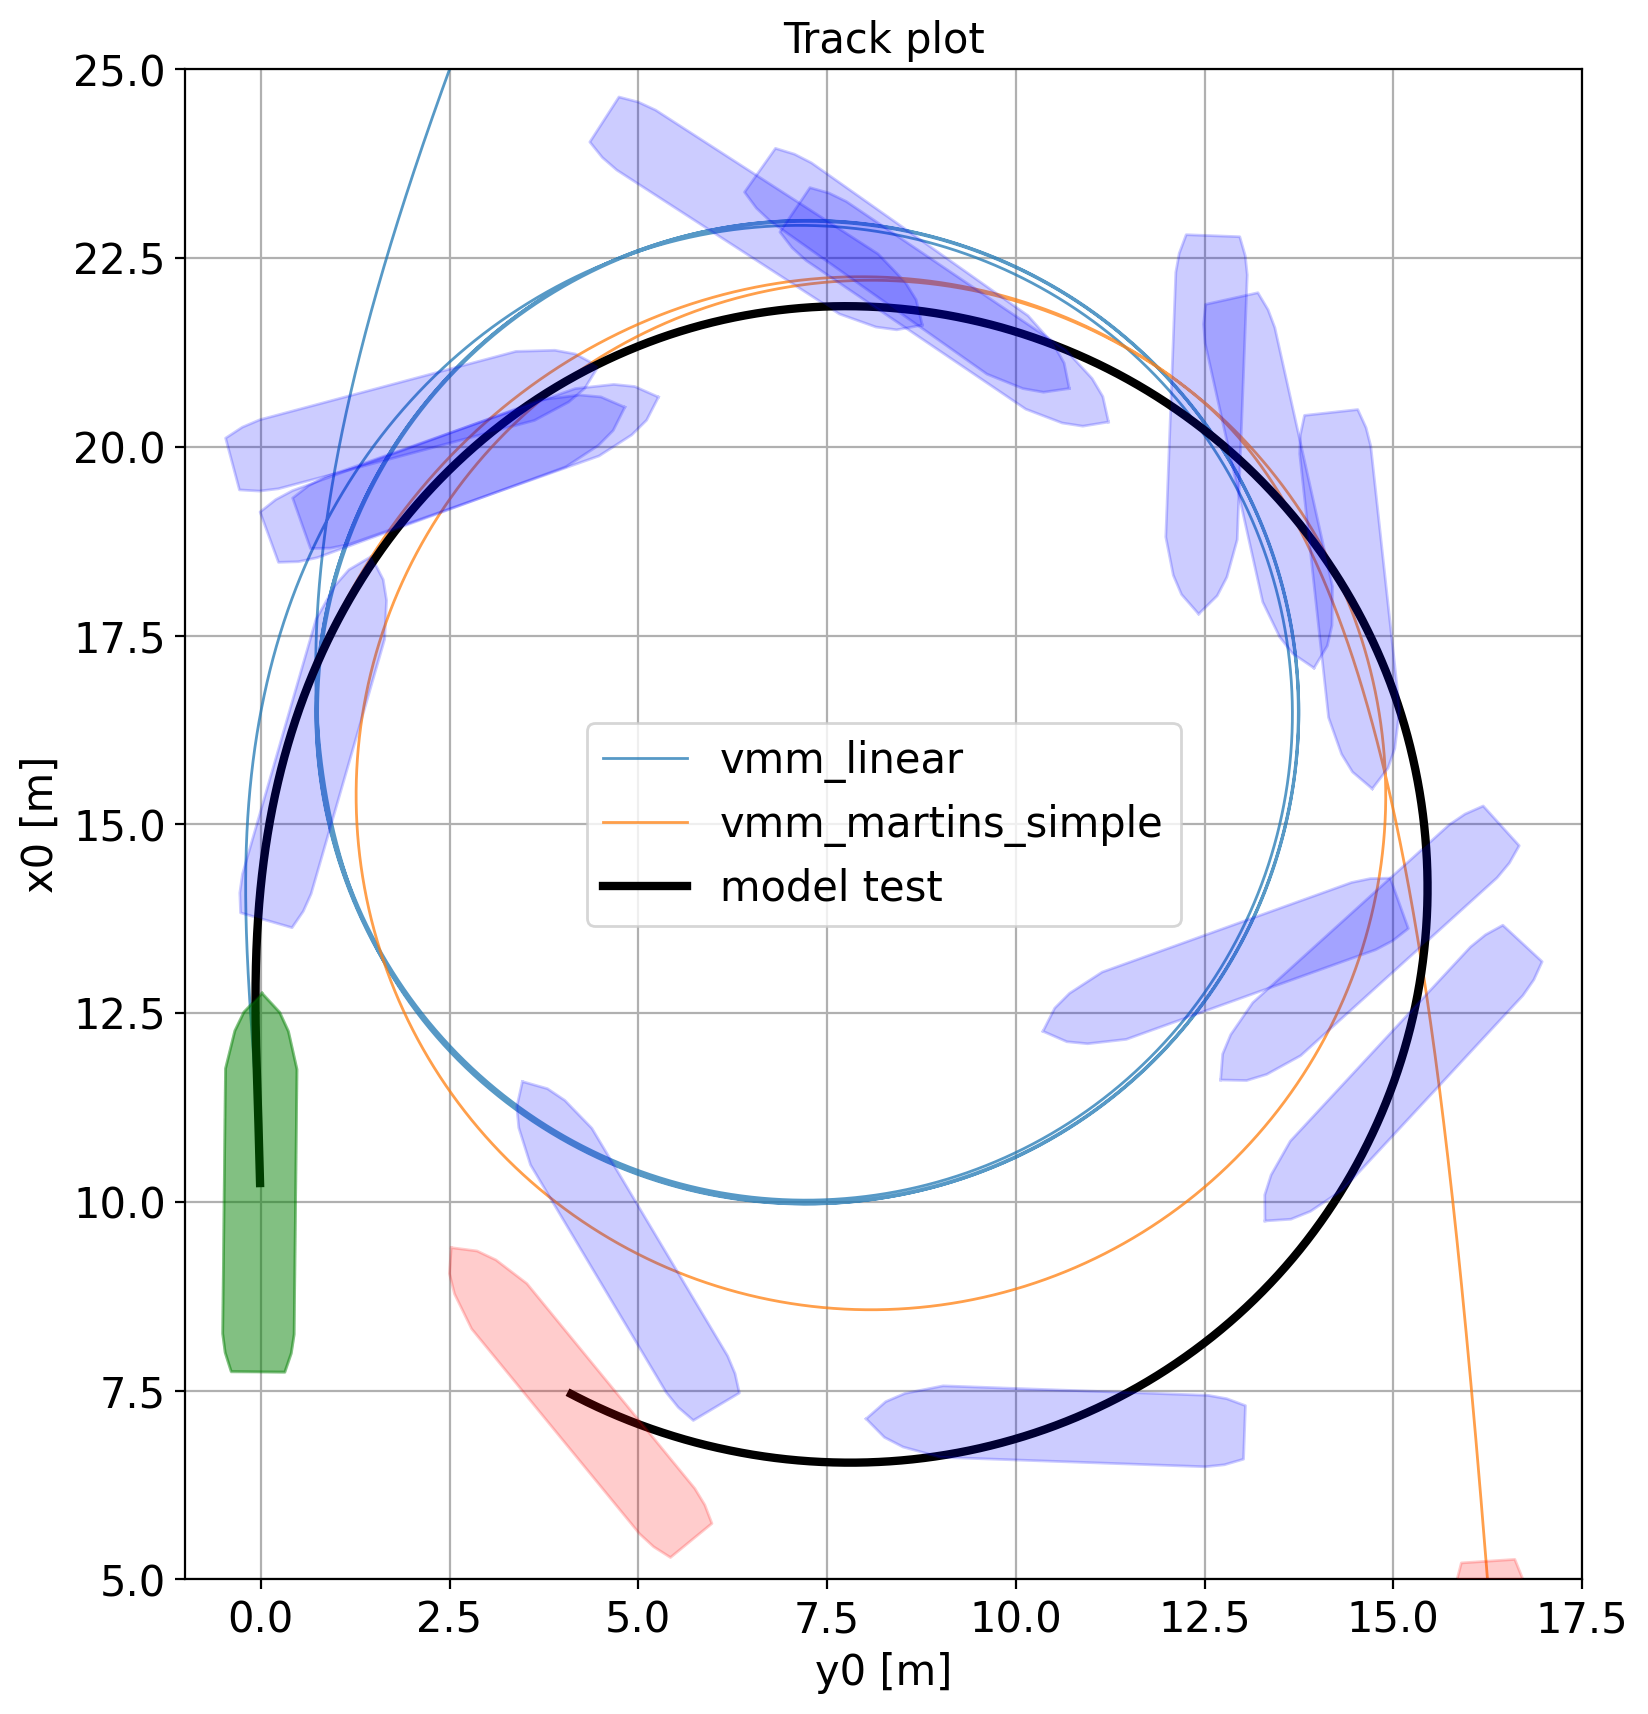 Track plot
25.0
22.5
20.0
17.5
15.0
12.5
10.0
7.5
5.0
x0 [m]
vmm_linear
vmm_martins_simple
model test
0.0 2.5 5.0 7.5 10.0 12.5 15.0 17.5
y0 [m]